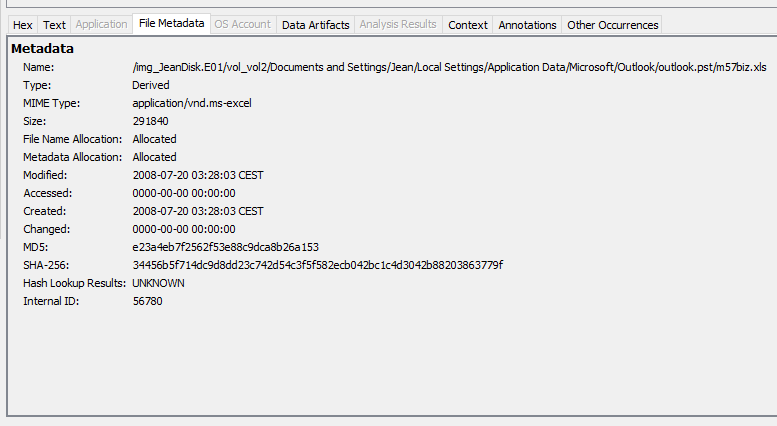 Hex Text Application File Metadata OS Account Data Artifacts Analysis Results Context Annotations Other Occurrences
Metadata
Name: /img_JeanDisk.E01/vol_vol2/Documents and Settings/Jean/Local Settings/Application Data/Microsoft/Outlook/outlook.pst/m57biz.xls
Type: Derived
MIME Type: application/vnd.ms-excel
Size: 291840
File Name Allocation: Allocated
Metadata Allocation: Allocated
Modified: 2008-07-20 03:28:03 CEST
Accessed: 0000-00-00 00:00:00
Created: 2008-07-20 03:28:03 CEST
Changed: 0000-00-00 00:00:00
MD5: e23a4eb7f2562f53e88c9dca8b26a153
SHA-256: 34456b5f714dc9d8dd23c742d54c3f5f582ecb042bc1c4d3042b88203863779f
Hash Lookup Results: UNKNOWN
Internal ID: 56780